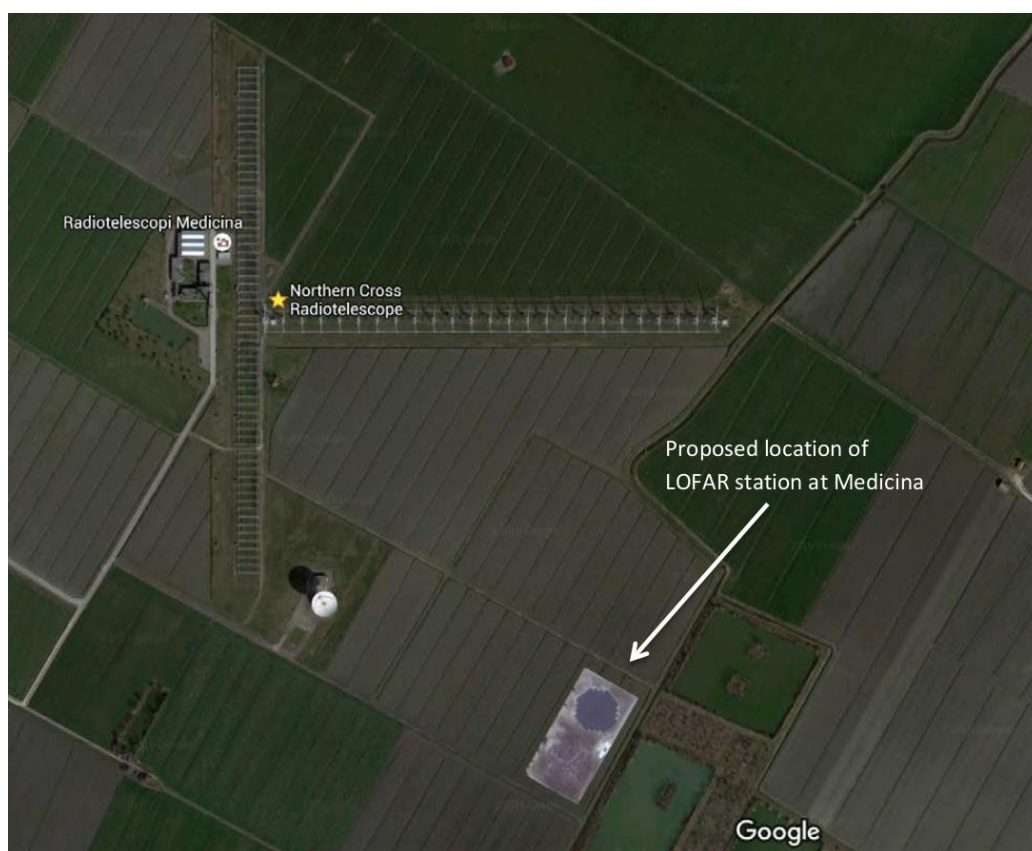 Radiotelescopi Medicina
Northern Cross
Radiotelescope
Proposed location of
LOFAR station at Medicina
Google